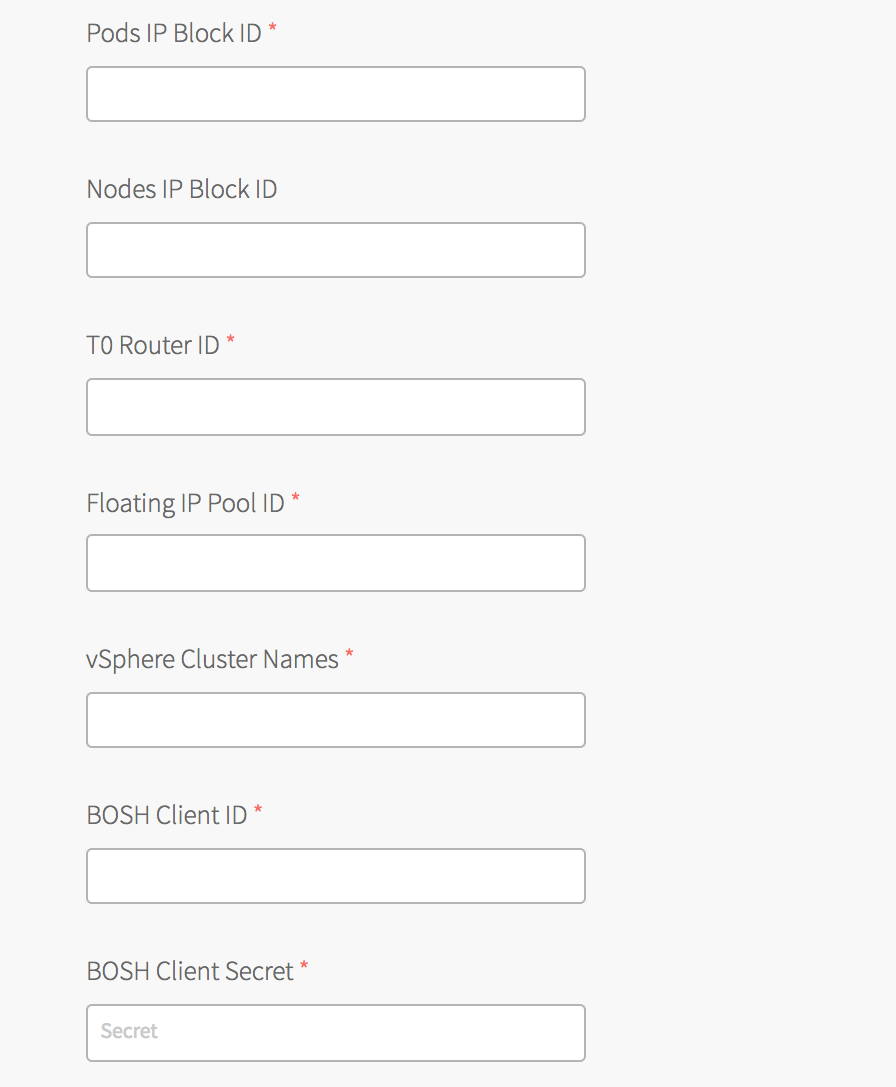 Pods IP Block ID *
Nodes IP Block ID
T0 Router ID *
Floating IP Pool ID *
vSphere Cluster Names *
BOSH Client ID *
BOSH Client Secret *
Secret